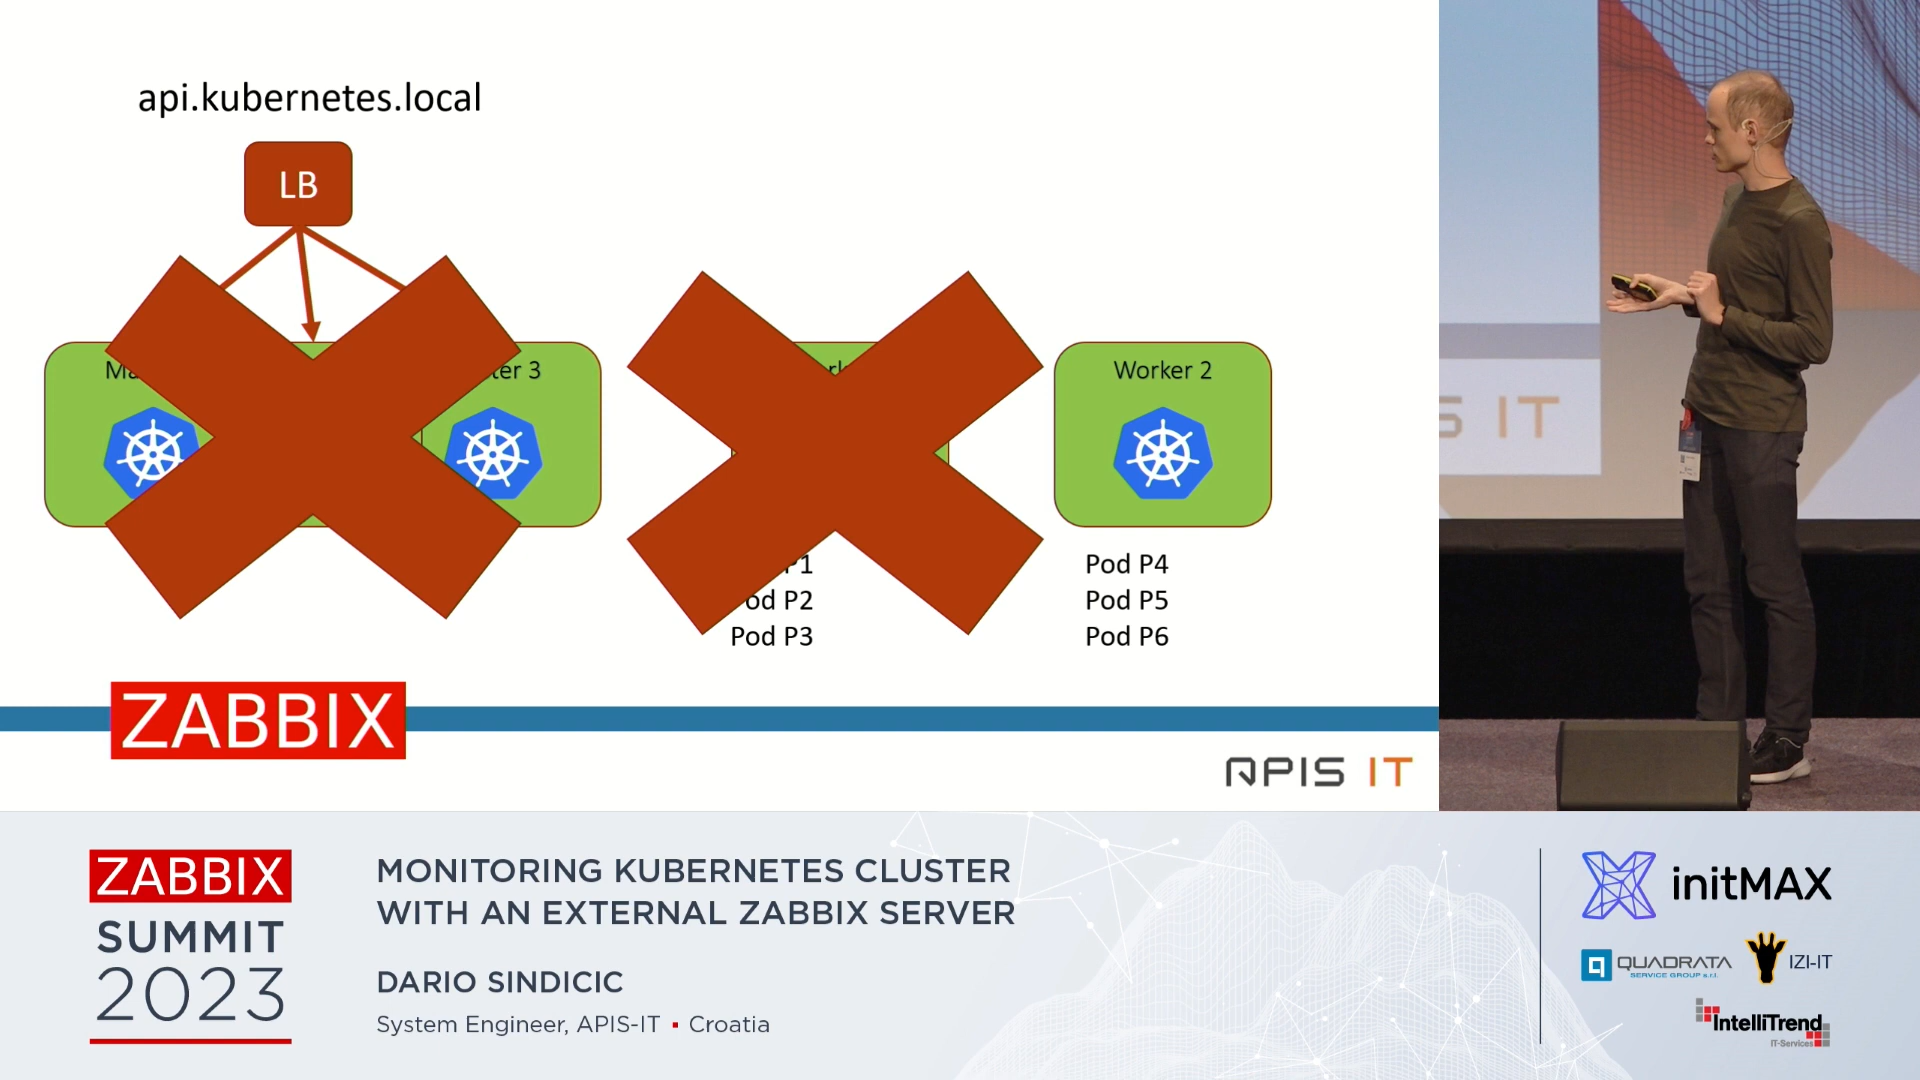 api.kubernetes.local
LB
ter 3
Worker 2
Pod P4
od P2
Pod P5
Pod P3
Pod P6
ZABBIX
APIS IT
IT
ZABBIX
SUMMIT
2023
MONITORING KUBERNETES CLUSTER
WITH AN EXTERNAL ZABBIX SERVER
DARIO SINDICIC
System Engineer, APIS-IT ▪ Croatia
initMAX
QUADRATA
SERVICE GROUP s.r.l.
IZI-IT
IntelliTrend
IT-Services